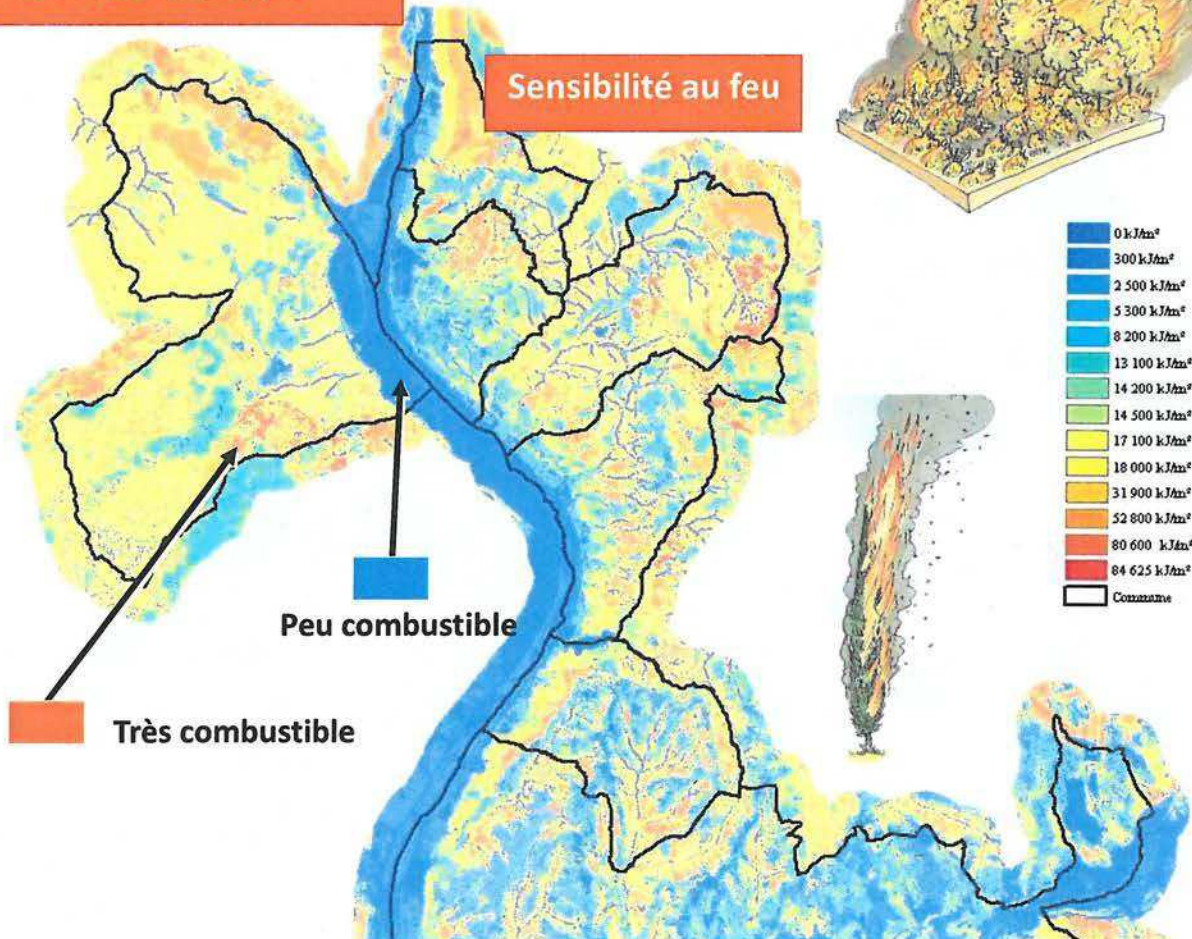 Sensibilité au feu
0 kJ/m²
300 kJ/m²
2 500 kJ/m²
5 300 kJ/m²
8 200 kJ/m²
13 100 kJ/m²
14 200 kJ/m²
14 500 kJ/m²
17 100 kJ/m²
18 000 kJ/m²
31 900 kJ/m²
52 800 kJ/m²
80 600 kJ/m²
84 625 kJ/m²
Commune
Peu combustible
Très combustible